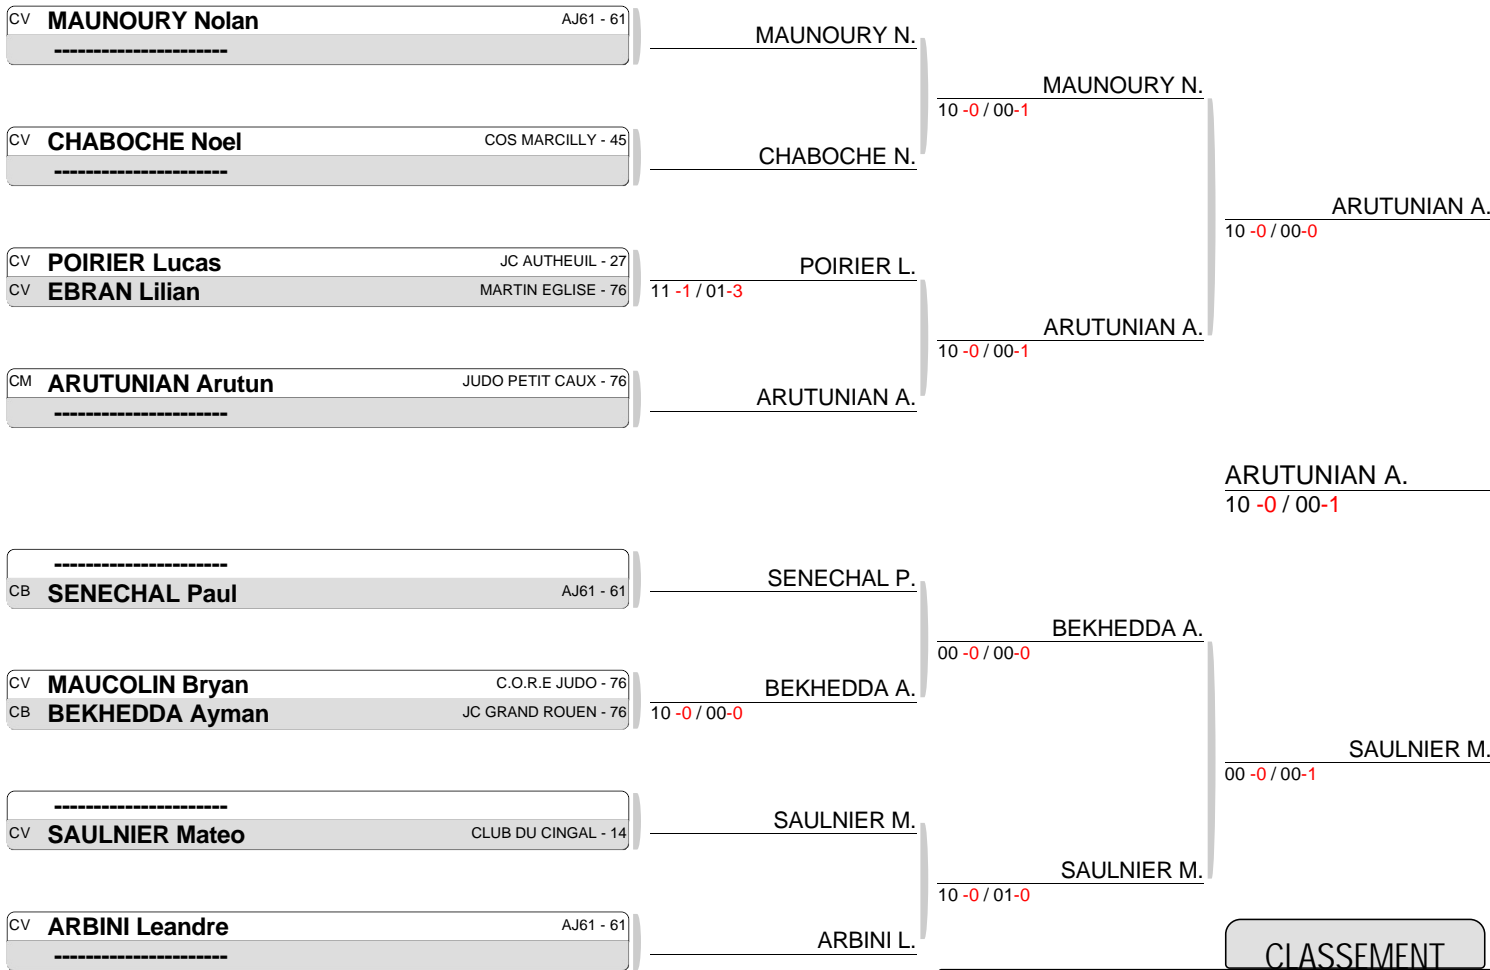 CV MAUNOURY Nolan AJ61 - 61
----------------------
MAUNOURY N.
MAUNOURY N.
10 -0 / 00-1
CV CHABOCHE Noel COS MARCILLY - 45
----------------------
CHABOCHE N.
ARUTUNIAN A.
10 -0 / 00-0
CV POIRIER Lucas JC AUTHEUIL - 27
CV EBRAN Lilian MARTIN EGLISE - 76
POIRIER L.
11 -1 / 01-3
ARUTUNIAN A.
10 -0 / 00-1
CM ARUTUNIAN Arutun JUDO PETIT CAUX - 76
----------------------
ARUTUNIAN A.
ARUTUNIAN A.
10 -0 / 00-1
----------------------
CB SENECHAL Paul AJ61 - 61
SENECHAL P.
BEKHEDDA A.
00 -0 / 00-0
CV MAUCOLIN Bryan C.O.R.E JUDO - 76
CB BEKHEDDA Ayman JC GRAND ROUEN - 76
BEKHEDDA A.
10 -0 / 00-0
SAULNIER M.
00 -0 / 00-1
----------------------
CV SAULNIER Mateo CLUB DU CINGAL - 14
SAULNIER M.
SAULNIER M.
10 -0 / 01-0
CV ARBINI Leandre AJ61 - 61
----------------------
ARBINI L.
CLASSEMENT